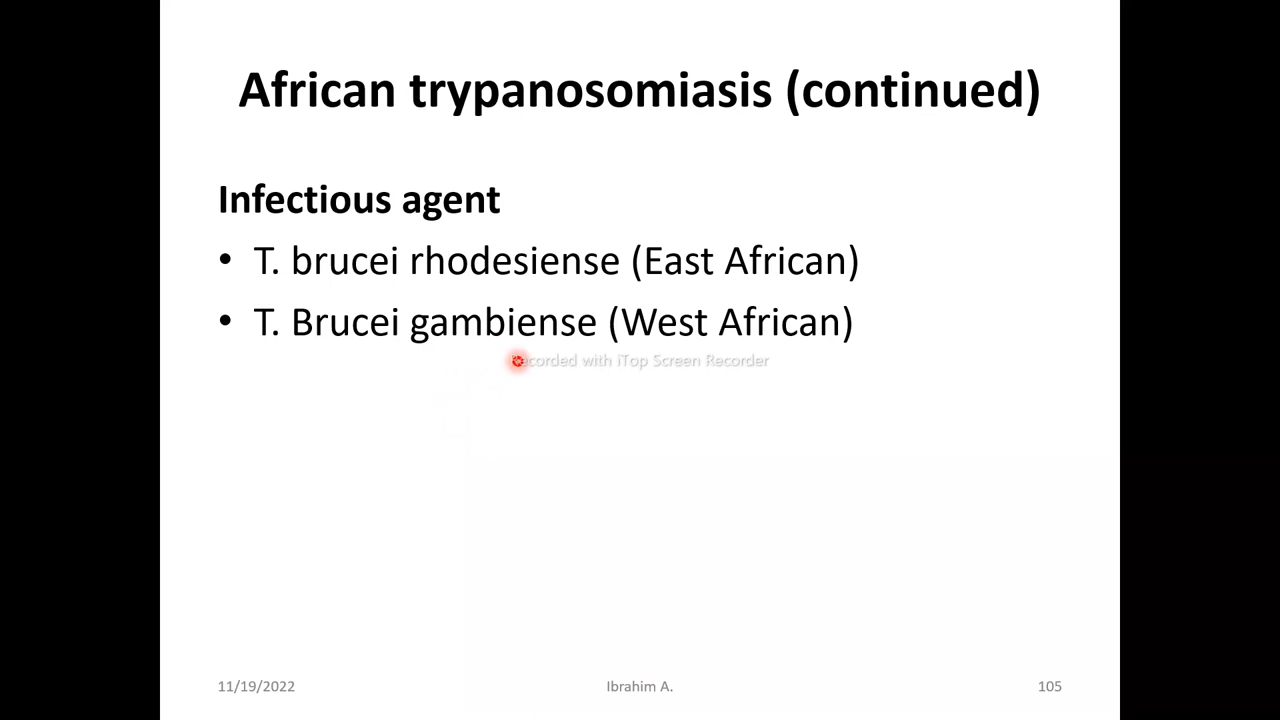 African trypanosomiasis (continued)
Infectious agent
• T. brucei rhodesiense (East African)
• T. Brucei gambiense (West African)
Recorded with iTop Screen Recorder
11/19/2022
Ibrahim A.
105